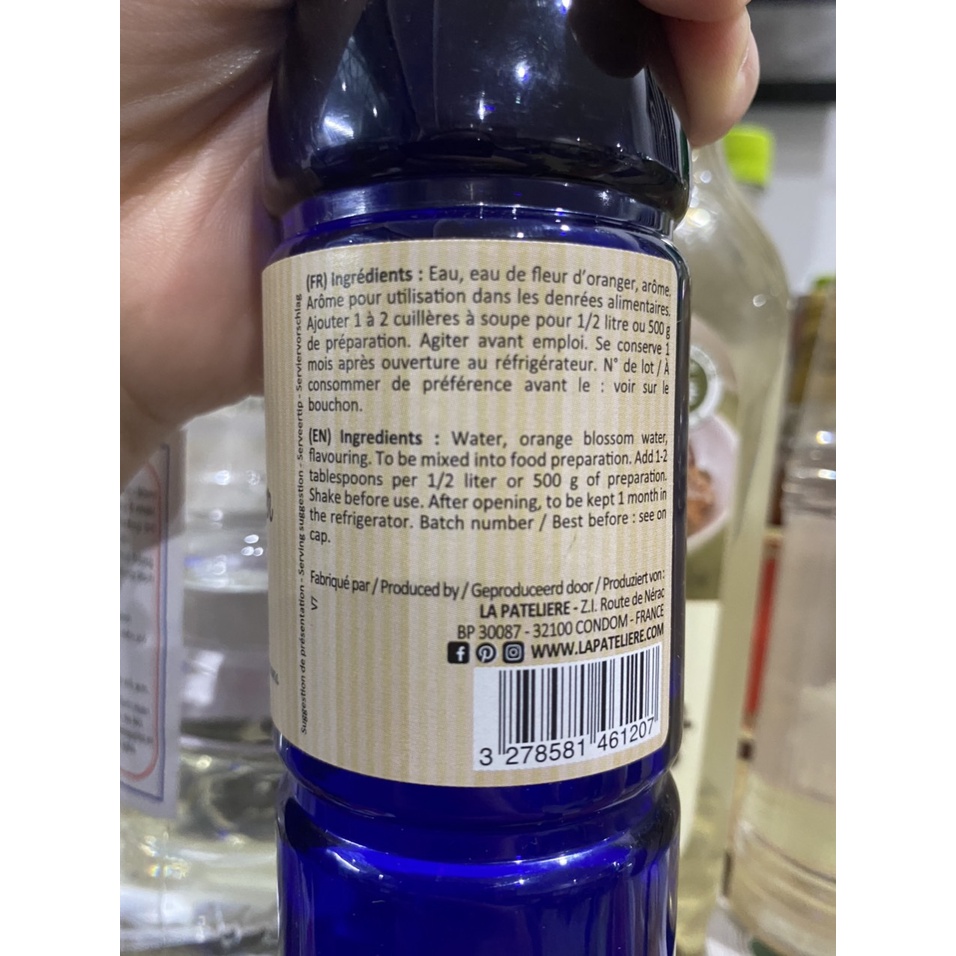 (FR) Ingrédients : Eau, eau de fleur d'oranger, arôme.
Arôme pour utilisation dans les denrées alimentaires.
Ajouter 1 à 2 cuillères à soupe pour 1/2 litre ou 500 g
de préparation. Agiter avant emploi. Se conserve 1
mois après ouverture au réfrigérateur. N° de lot / À
consommer de préférence avant le : voir sur le
bouchon.
(EN) Ingredients : Water, orange blossom water,
flavouring. To be mixed into food preparation. Add 1-2
tablespoons per 1/2 liter or 500 g of preparation.
Shake before use. After opening, to be kept 1 month in
the refrigerator. Batch number / Best before : see on
cap.
Fabriqué par / Produced by / Geproduceerd door / Produziert von :
LA PATELIERE - Z.I. Route de Nérac
BP 30087 - 32100 CONDOM - FRANCE
WWW.LAPATELIERE.COM
3 278581 461207
V7
Suggestion de présentation - Serving suggestion - Serveertip - Serviervorschlag